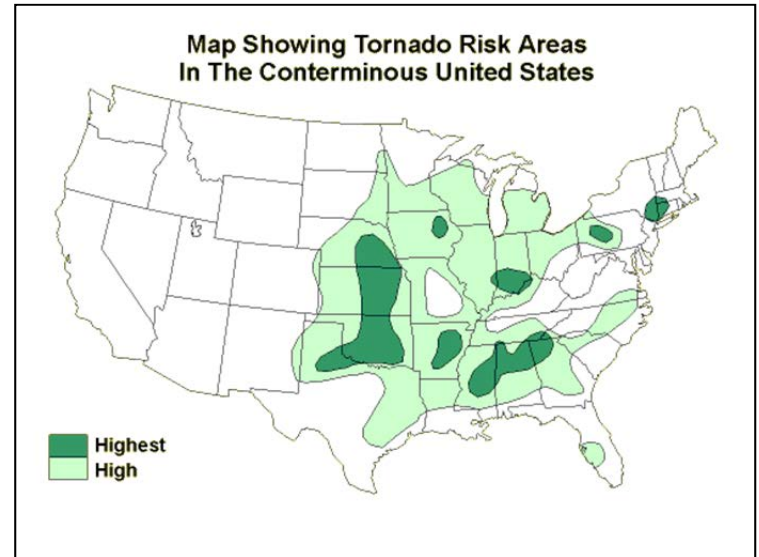 Map Showing Tornado Risk Areas
In The Conterminous United States
Highest
High